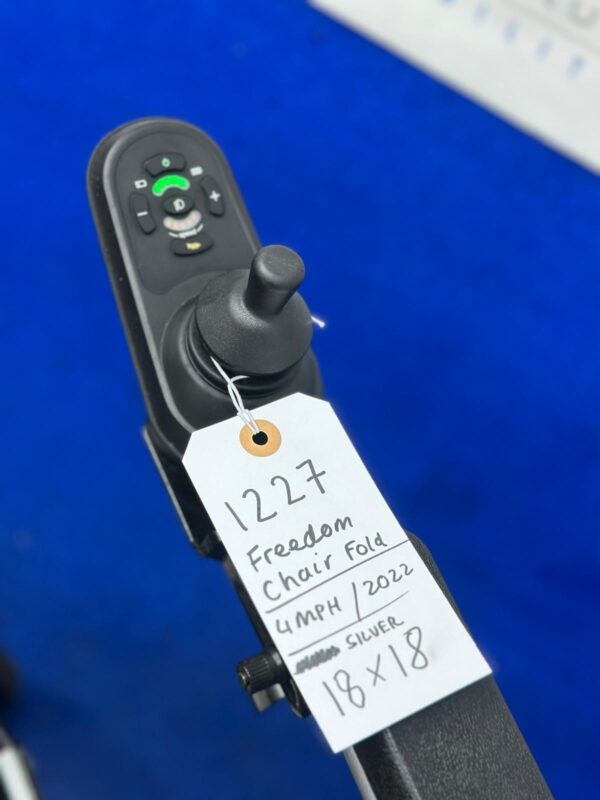 1227
Freedom
Chair Fold
4MPH / 2022
SILVER
18 x 18